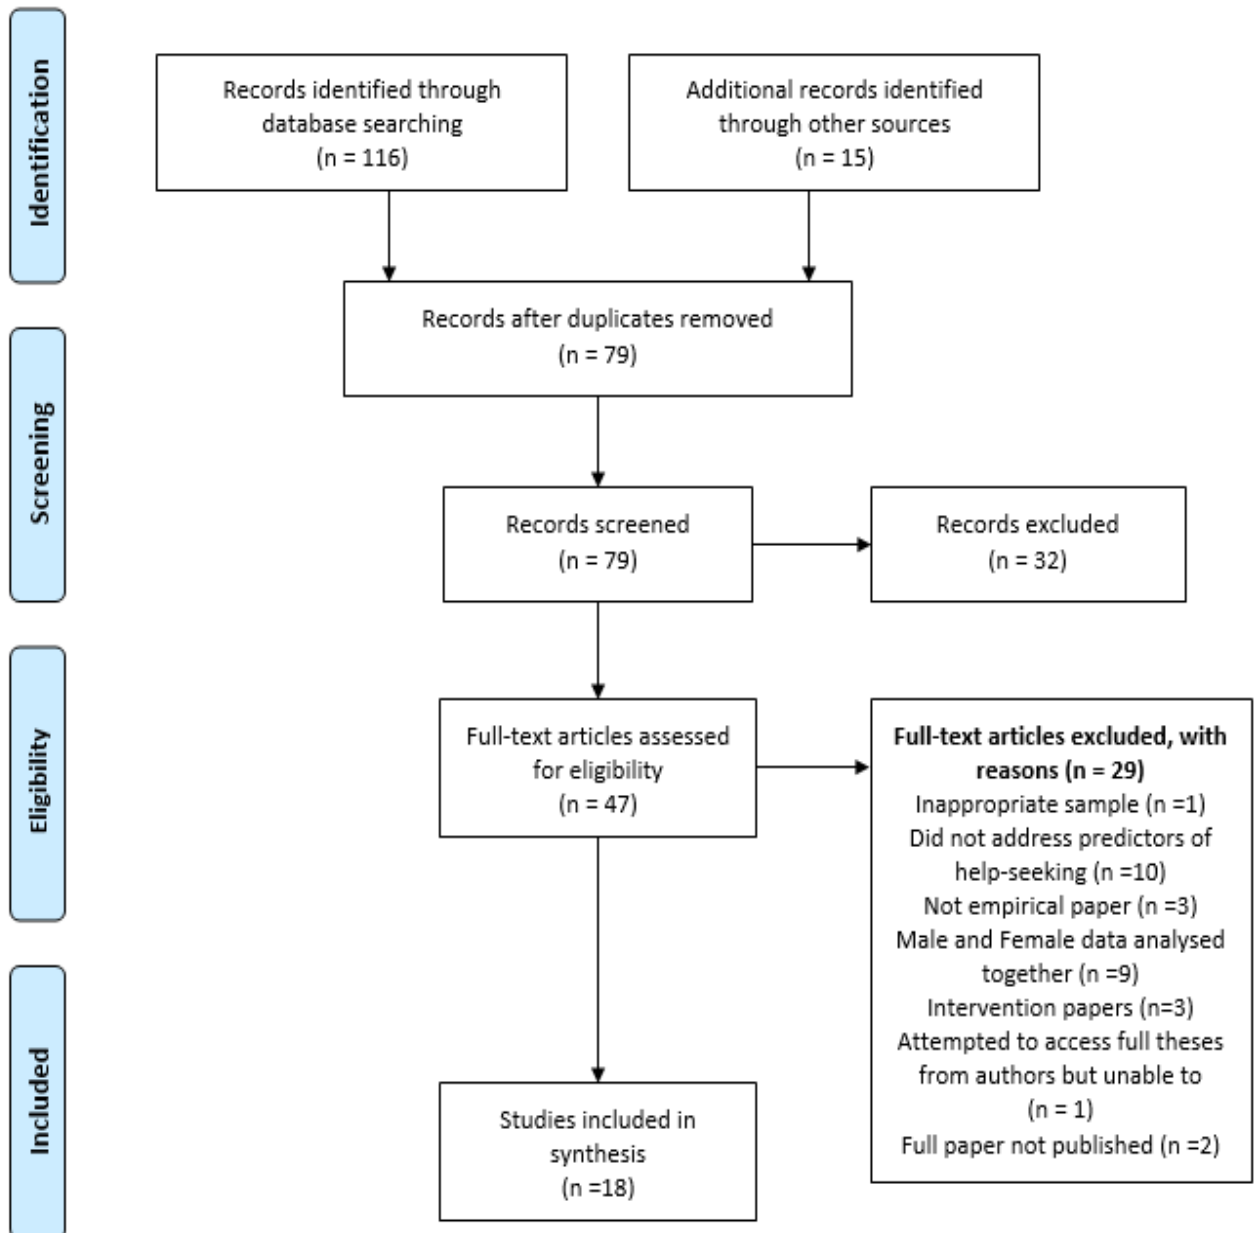 Identification
Records identified through
database searching
(n = 116)
Additional records identified
through other sources
(n = 15)
Records after duplicates removed
(n = 79)
Screening
Records screened
(n = 79)
Records excluded
(n = 32)
Eligibility
Full-text articles assessed
for eligibility
(n = 47)
Full-text articles excluded, with
reasons (n = 29)
Inappropriate sample (n =1)
Did not address predictors of
help-seeking (n =10)
Not empirical paper (n =3)
Male and Female data analysed
together (n =9)
Intervention papers (n=3)
Attempted to access full theses
from authors but unable to
(n = 1)
Full paper not published (n =2)
Included
Studies included in
synthesis
(n =18)